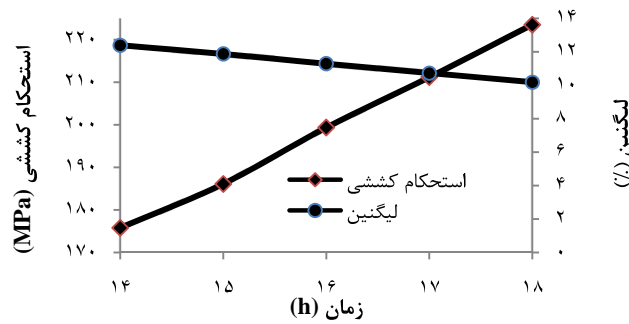 استحکام کششی (MPa)
۲۲۰
۲۱۰
۲۰۰
۱۹۰
۱۸۰
۱۷۰
۱۴
۱۲
۱۰
۸
۶
۴
۲
۰
لیگنین (%)
استحکام کششی
لیگنین
۱۴ ۱۵ ۱۶ ۱۷ ۱۸
زمان (h)